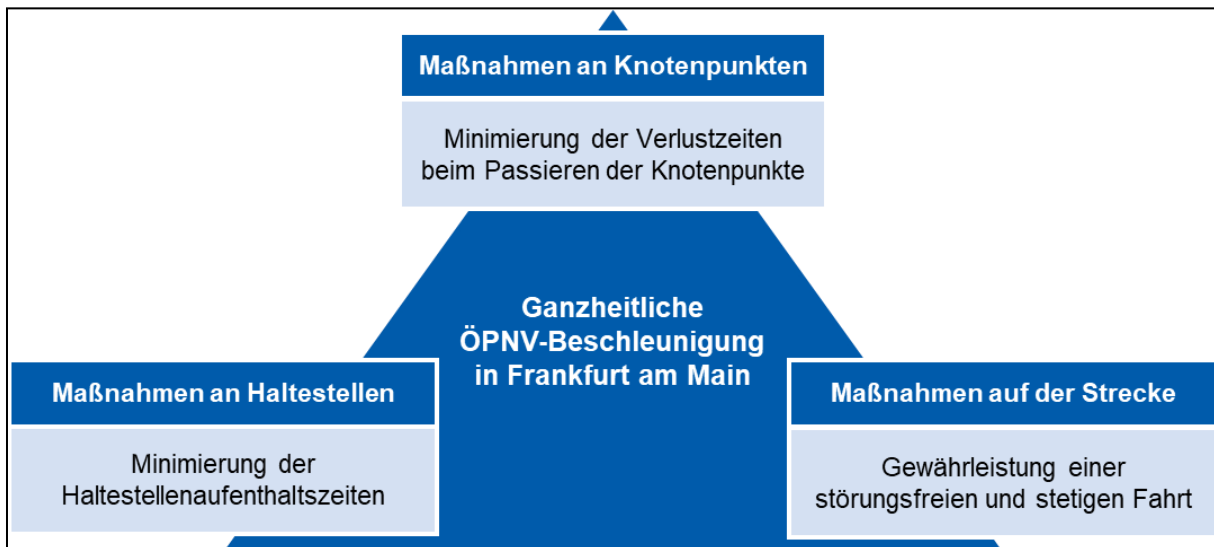 Maßnahmen an Knotenpunkten
Minimierung der Verlustzeiten
beim Passieren der Knotenpunkte
Ganzheitliche
ÖPNV-Beschleunigung
in Frankfurt am Main
Maßnahmen an Haltestellen
Minimierung der
Haltestellenaufenthaltszeiten
Maßnahmen auf der Strecke
Gewährleistung einer
störungsfreien und stetigen Fahrt